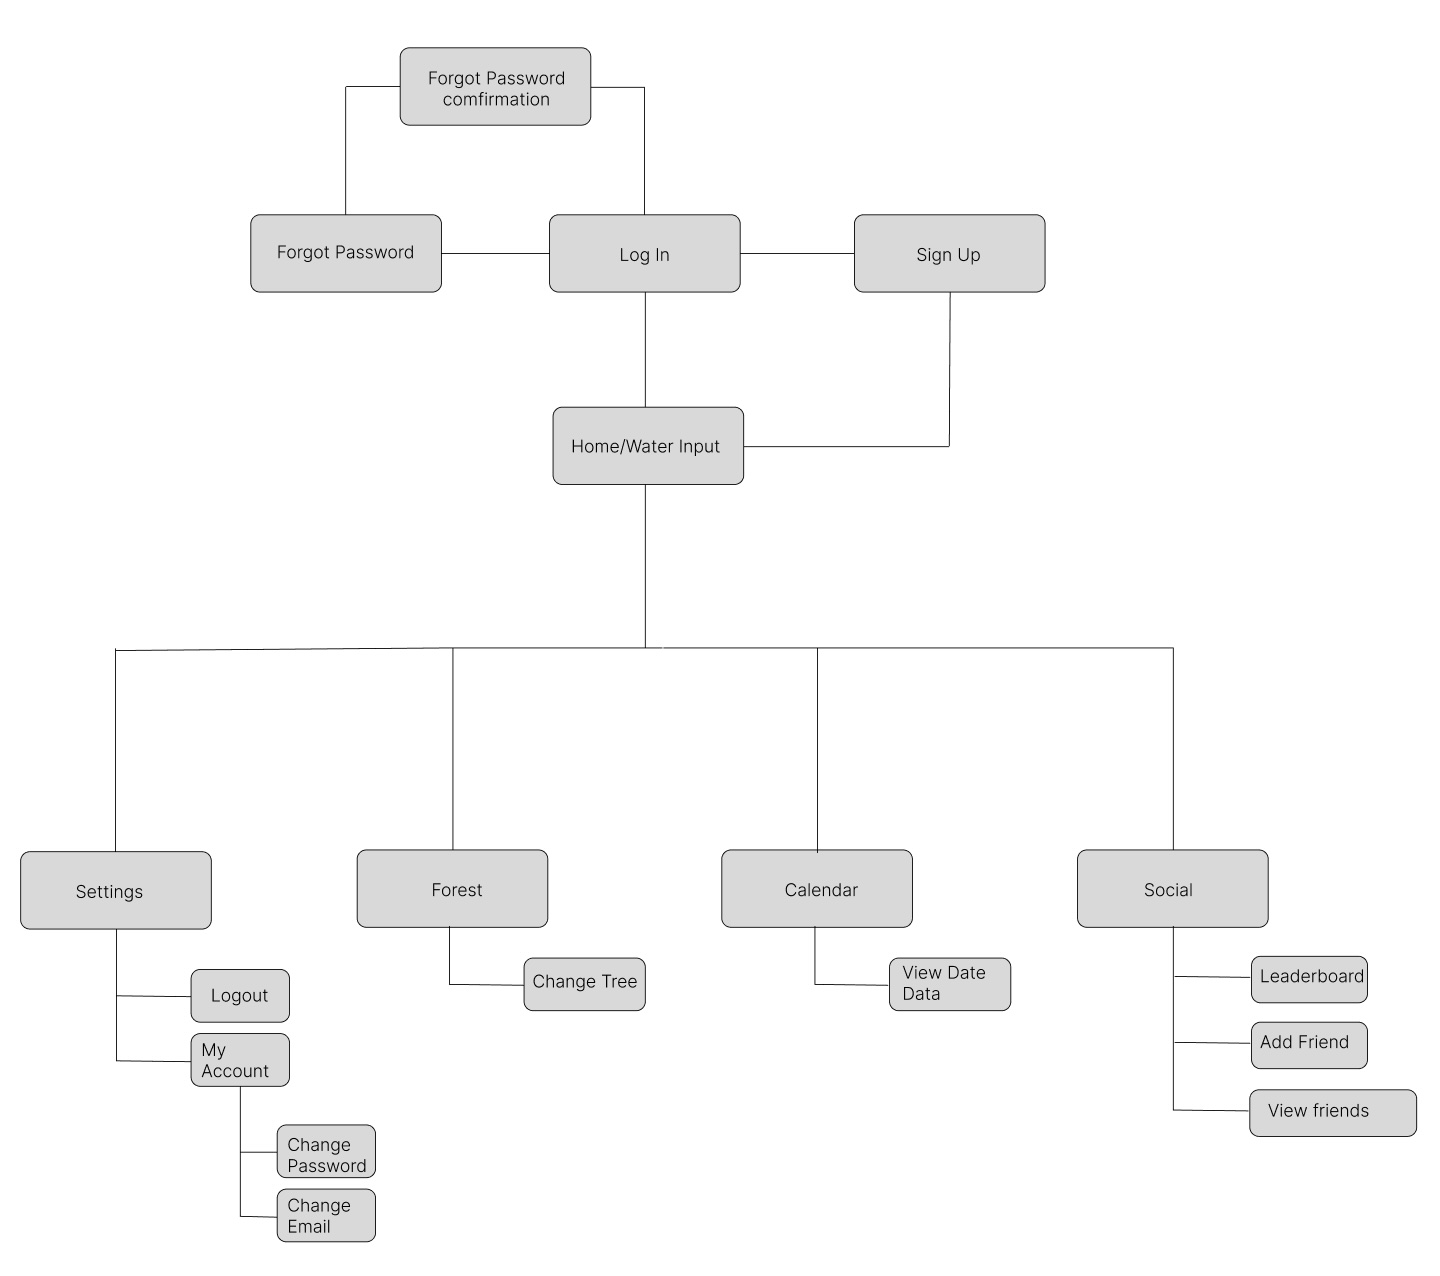 Forgot Password
comfirmation
Forgot Password
Log In
Sign Up
Home/Water Input
Settings
Forest
Calendar
Social
Logout
My
Account
Change
Password
Change
Email
Change Tree
View Date
Data
Leaderboard
Add Friend
View friends